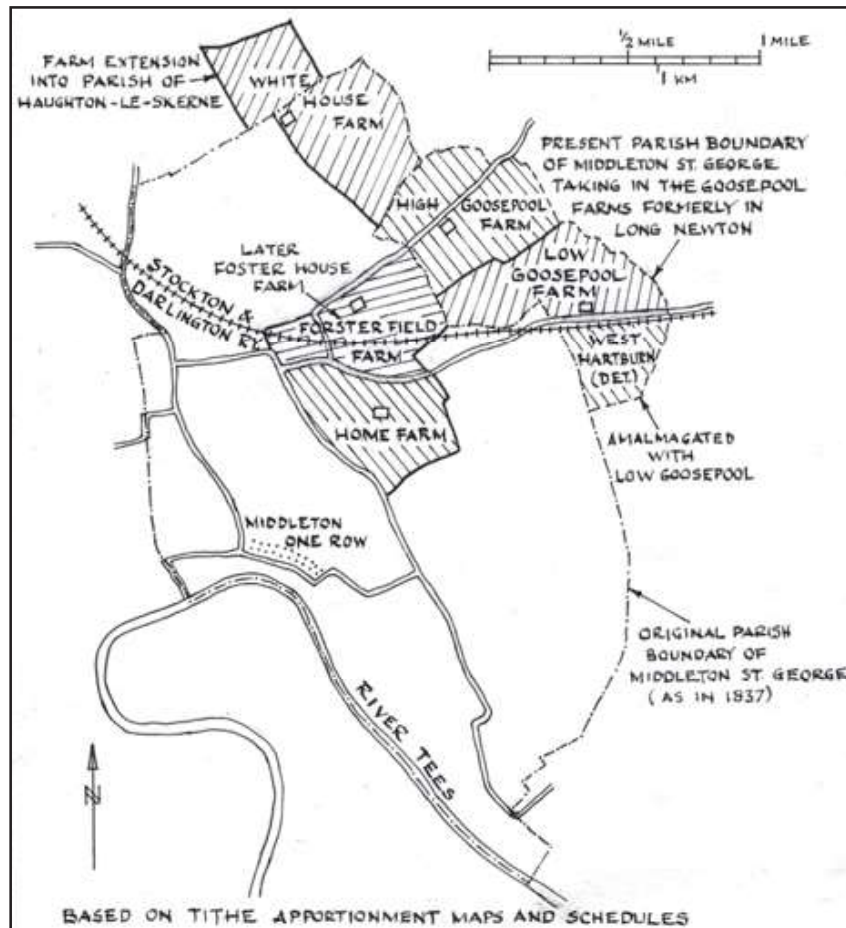 FARM EXTENSION
INTO PARISH OF
HAUGHTON-LE-SKERNE
WHITE
HOUSE
FARM
1/2 MILE
1 MILE
1 KM
PRESENT PARISH BOUNDARY
OF MIDDLETON ST. GEORGE
TAKING IN THE GOOSEPOOL
FARMS FORMERLY IN
LONG NEWTON
HIGH
GOOSEPOOL
FARM
LATER
FOSTER HOUSE
FARM
LOW
GOOSEPOOL
FARM
STOCKTON &
DARLINGTON RY.
FORSTER FIELD
FARM
WEST
HARTBURN
(DET.)
HOME FARM
AMALMAGATED
WITH
LOW GOOSEPOOL
MIDDLETON
ONE ROW
ORIGINAL PARISH
BOUNDARY OF
MIDDLETON ST. GEORGE
(AS IN 1837)
RIVER TEES
N
BASED ON TITHE APPORTIONMENT MAPS AND SCHEDULES